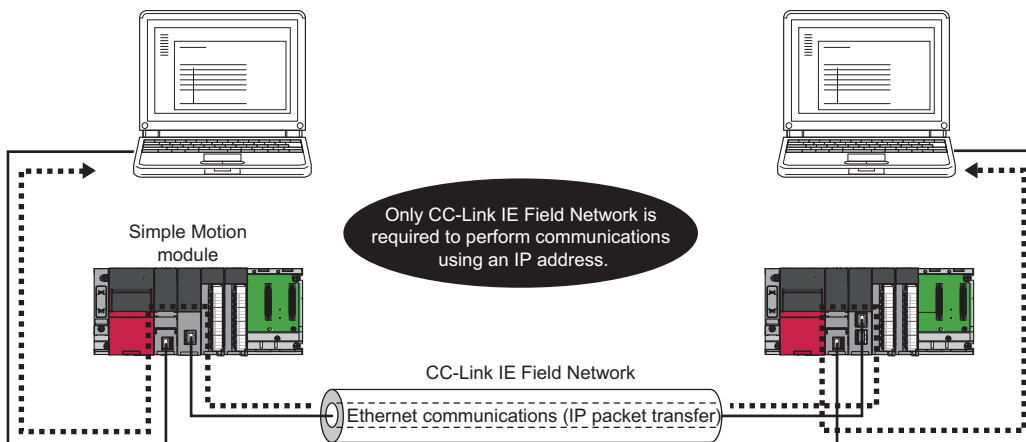 Only CC-Link IE Field Network is
required to perform communications
using an IP address.
Simple Motion
module
CC-Link IE Field Network
Ethernet communications (IP packet transfer)